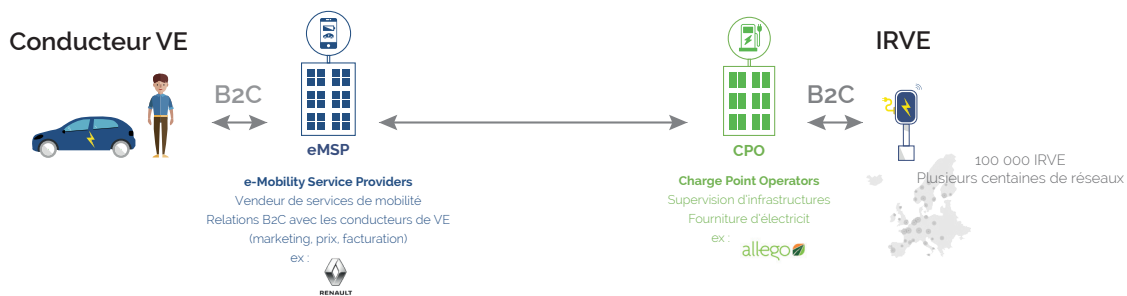 Conducteur VE
B2C
eMSP
e-Mobility Service Providers
Vendeur de services de mobilité
Relations B2C avec les conducteurs de VE
(marketing, prix, facturation)
ex :
RENAULT
CPO
Charge Point Operators
Supervision d'infrastructures
Fourniture d'électricit
ex :
allego
B2C
IRVE
100 000 IRVE
Plusieurs centaines de réseaux